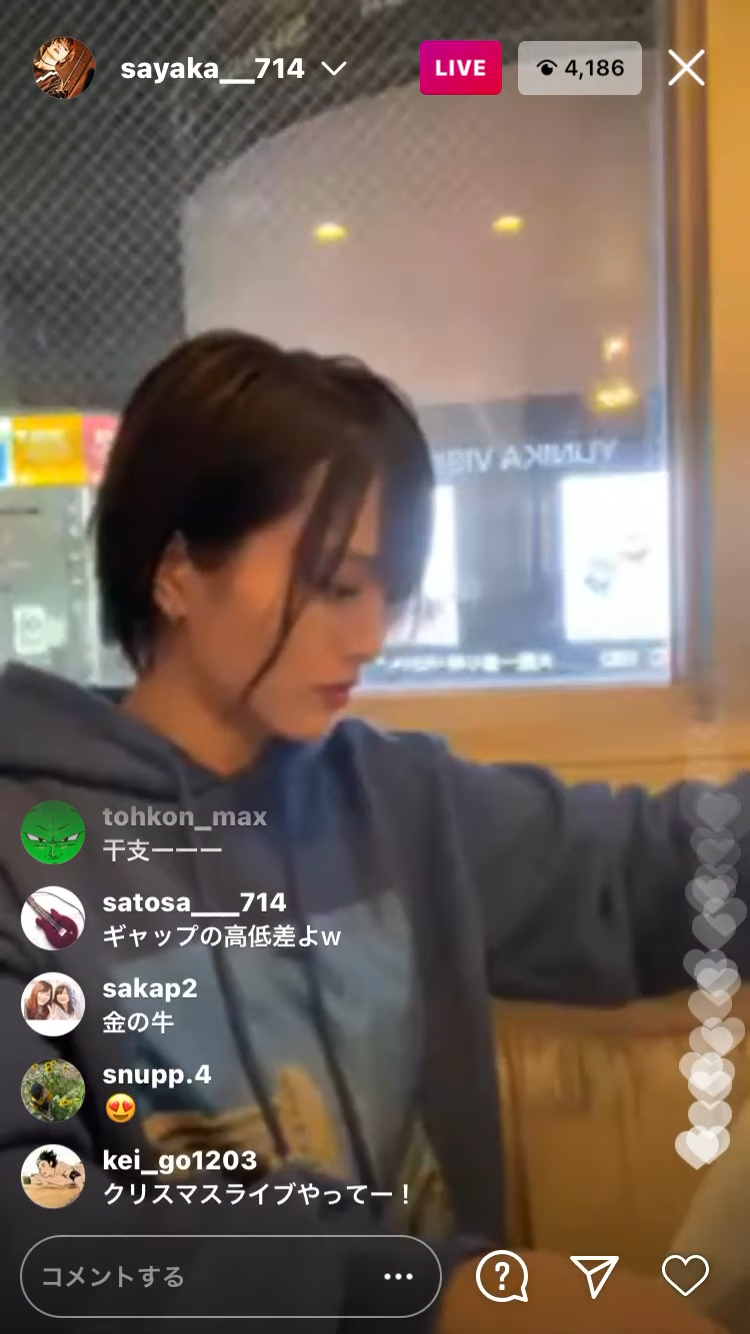 sayaka__714
LIVE
4,186
YUNIKA VISI
tohkon_max
干支ーーー
satosa___714
ギャップの高低差よw
sakap2
金の牛
snupp.4
😍
kei_go1203
クリスマスライブやってー！
コメントする